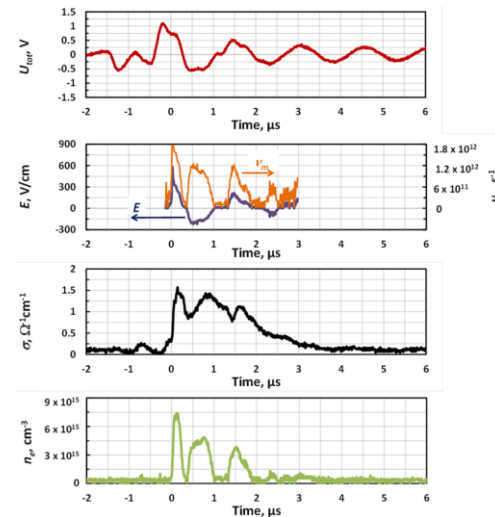 U_tot, V
1.5
1
0.5
0
-0.5
-1
-1.5
-2 -1 0 1 2 3 4 5 6
Time, μs
E, V/cm
900
600
300
0
-300
E
ν_m
1.8 x 10^12
1.2 x 10^12
6 x 10^11
0
s^-1
-2 -1 0 1 2 3 4 5 6
Time, μs
σ, Ω^-1cm^-1
2
1.5
1
0.5
0
-2 -1 0 1 2 3 4 5 6
Time, μs
n_e, cm^-3
9 x 10^15
6 x 10^15
3 x 10^15
0
-2 -1 0 1 2 3 4 5 6
Time, μs